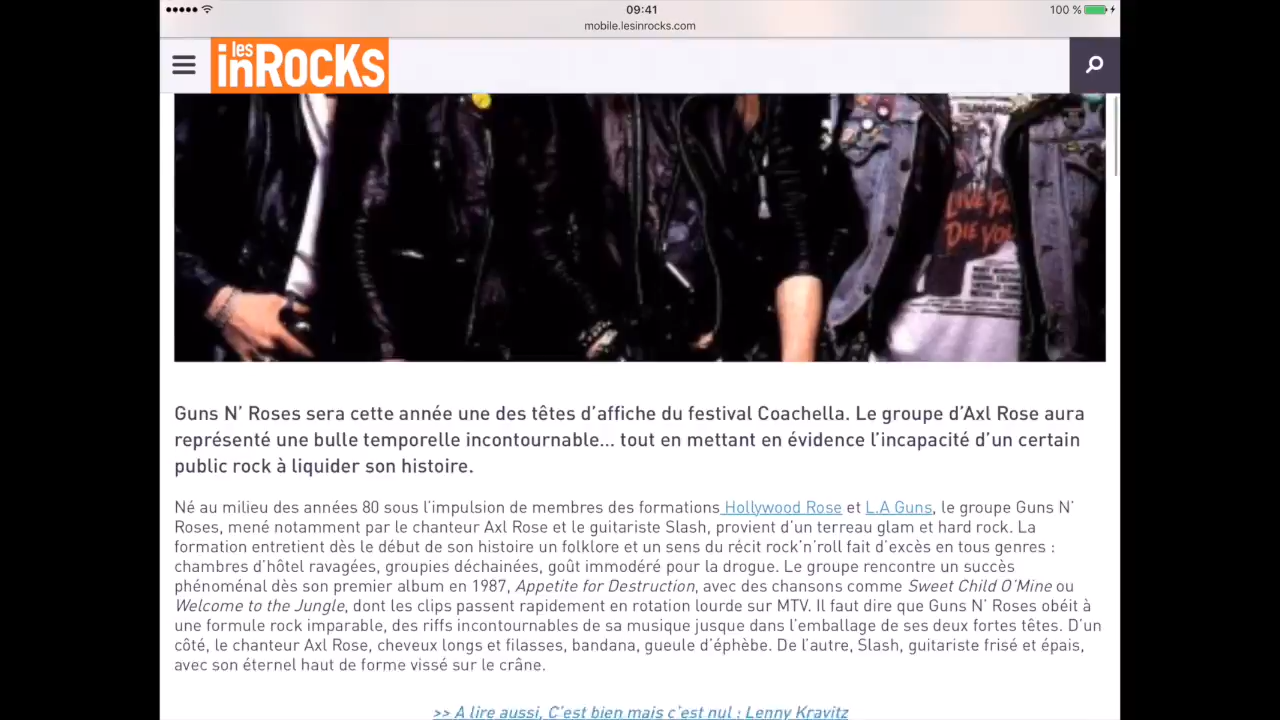 09:41
100 %
mobile.lesinrocks.com
les
inROCKS
LIVE FA
DIE YOU
Guns N’ Roses sera cette année une des têtes d’affiche du festival Coachella. Le groupe d’Axl Rose aura
représenté une bulle temporelle incontournable... tout en mettant en évidence l’incapacité d’un certain
public rock à liquider son histoire.
Né au milieu des années 80 sous l’impulsion de membres des formations Hollywood Rose et L.A Guns, le groupe Guns N’
Roses, mené notamment par le chanteur Axl Rose et le guitariste Slash, provient d’un terreau glam et hard rock. La
formation entretient dès le début de son histoire un folklore et un sens du récit rock’n’roll fait d’excès en tous genres :
chambres d’hôtel ravagées, groupies déchainées, goût immodéré pour la drogue. Le groupe rencontre un succès
phénoménal dès son premier album en 1987, Appetite for Destruction, avec des chansons comme Sweet Child O’Mine ou
Welcome to the Jungle, dont les clips passent rapidement en rotation lourde sur MTV. Il faut dire que Guns N’ Roses obéit à
une formule rock imparable, des riffs incontournables de sa musique jusque dans l’emballage de ses deux fortes têtes. D’un
côté, le chanteur Axl Rose, cheveux longs et filasses, bandana, gueule d’éphèbe. De l’autre, Slash, guitariste frisé et épais,
avec son éternel haut de forme vissé sur le crâne.
>> A lire aussi, C’est bien mais c’est nul : Lenny Kravitz